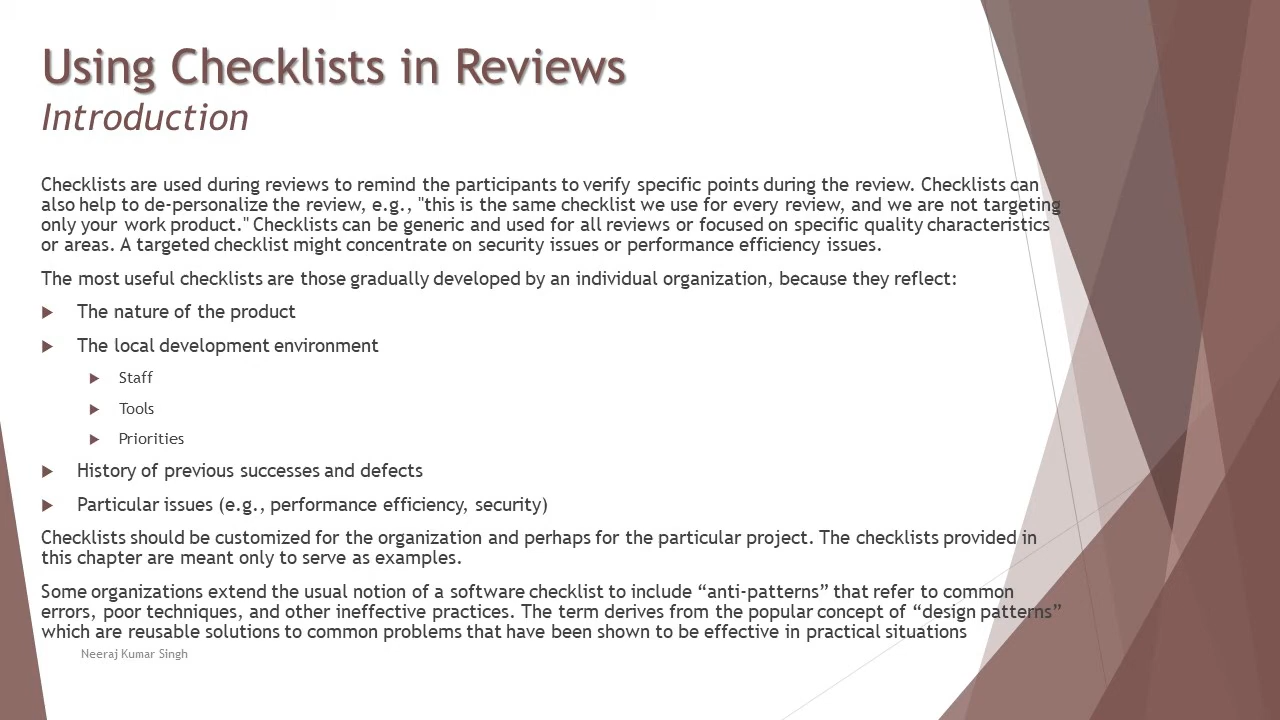 Using Checklists in Reviews
Introduction
Checklists are used during reviews to remind the participants to verify specific points during the review. Checklists can
also help to de-personalize the review, e.g., "this is the same checklist we use for every review, and we are not targeting
only your work product." Checklists can be generic and used for all reviews or focused on specific quality characteristics
or areas. A targeted checklist might concentrate on security issues or performance efficiency issues.
The most useful checklists are those gradually developed by an individual organization, because they reflect:
The nature of the product
The local development environment
Staff
Tools
Priorities
History of previous successes and defects
Particular issues (e.g., performance efficiency, security)
Checklists should be customized for the organization and perhaps for the particular project. The checklists provided in
this chapter are meant only to serve as examples.
Some organizations extend the usual notion of a software checklist to include “anti-patterns” that refer to common
errors, poor techniques, and other ineffective practices. The term derives from the popular concept of “design patterns”
which are reusable solutions to common problems that have been shown to be effective in practical situations
Neeraj Kumar Singh